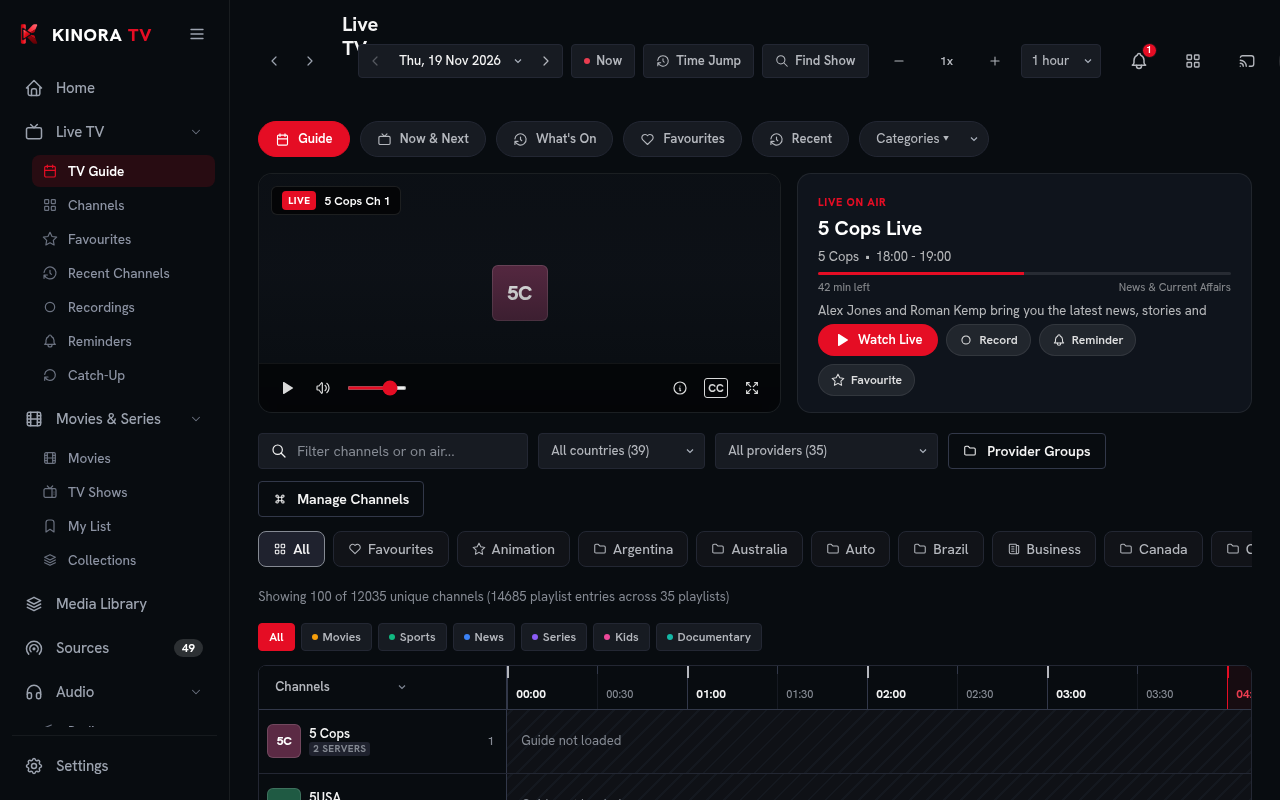 KINORA TV
Home
Live TV
TV Guide
Channels
Favourites
Recent Channels
Recordings
Reminders
Catch-Up
Movies & Series
Movies
TV Shows
My List
Collections
Media Library
Sources 49
Audio
Settings
Live
TV
Thu, 19 Nov 2026
Now
Time Jump
Find Show
1x
1 hour
1
Guide
Now & Next
What's On
Favourites
Recent
Categories ▾
LIVE 5 Cops Ch 1
5C
CC
LIVE ON AIR
5 Cops Live
5 Cops • 18:00 - 19:00
42 min left
News & Current Affairs
Alex Jones and Roman Kemp bring you the latest news, stories and
Watch Live
Record
Reminder
Favourite
Filter channels or on air...
All countries (39)
All providers (35)
Provider Groups
Manage Channels
All
Favourites
Animation
Argentina
Australia
Auto
Brazil
Business
Canada
Showing 100 of 12035 unique channels (14685 playlist entries across 35 playlists)
All
Movies
Sports
News
Series
Kids
Documentary
Channels
00:00
00:30
01:00
01:30
02:00
02:30
03:00
03:30
04:
5C
5 Cops
2 SERVERS
1
Guide not loaded
5USA